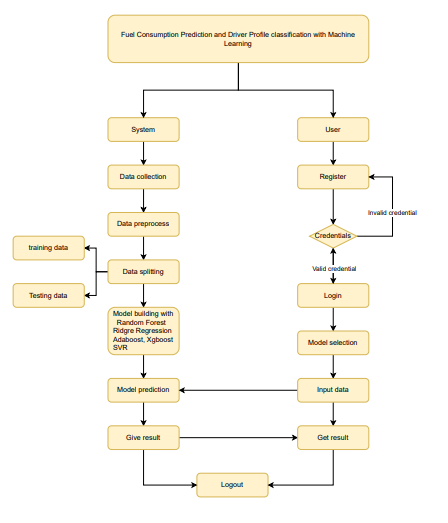 Fuel Consumption Prediction and Driver Profile classification with Machine
Learning
System
User
Data collection
Register
Invalid credential
Data preprocess
Credentials
training data
Data splitting
Valid credential
Testing data
Login
Model building with
Random Forest
Ridgre Regression
Adaboost, Xgboost
SVR
Model selection
Model prediction
Input data
Give result
Get result
Logout